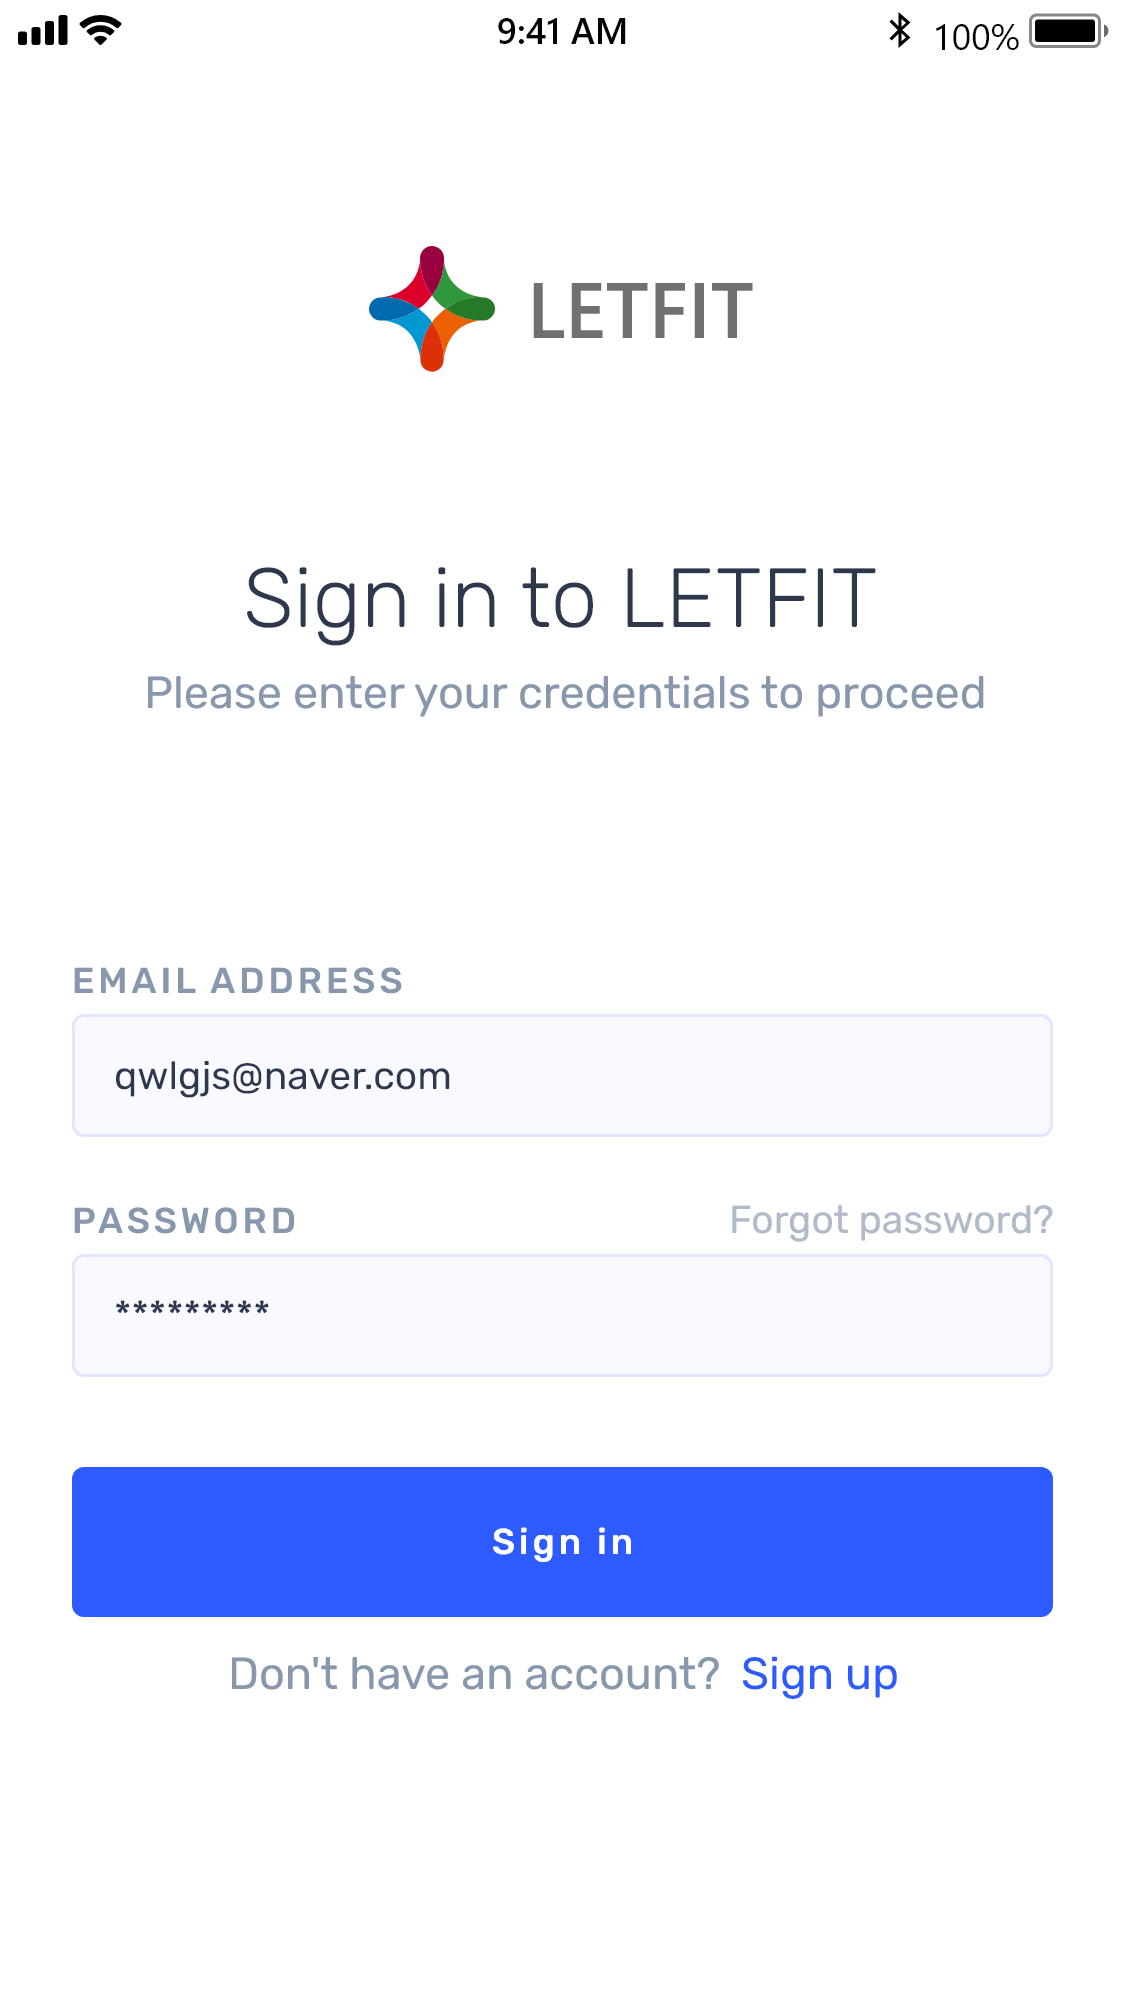 9:41 AM
100%
LETFIT
Sign in to LETFIT
Please enter your credentials to proceed
EMAIL ADDRESS
qwlgjs@naver.com
PASSWORD
Forgot password?
*********
Sign in
Don't have an account? Sign up